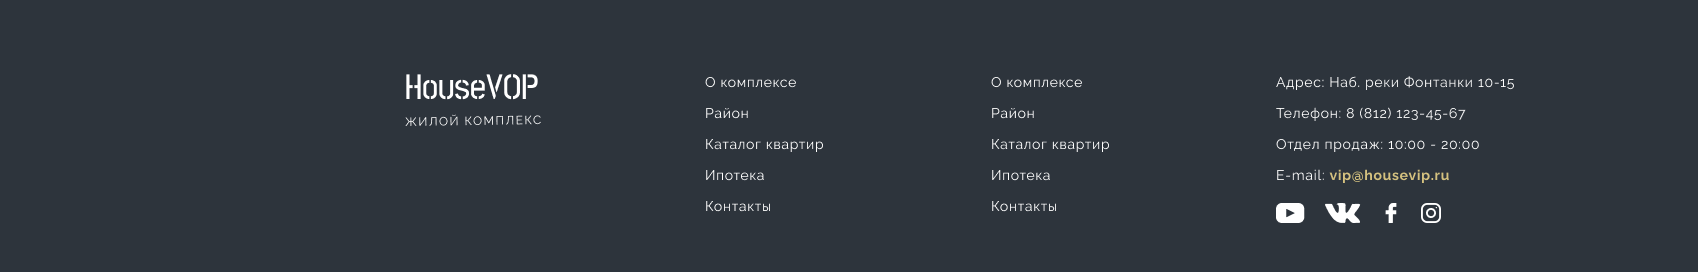 HouseVOP
ЖИЛОЙ КОМПЛЕКС
О комплексе
Район
Каталог квартир
Ипотека
Контакты
О комплексе
Район
Каталог квартир
Ипотека
Контакты
Адрес: Наб. реки Фонтанки 10-15
Телефон: 8 (812) 123-45-67
Отдел продаж: 10:00 - 20:00
E-mail: vip@housevip.ru